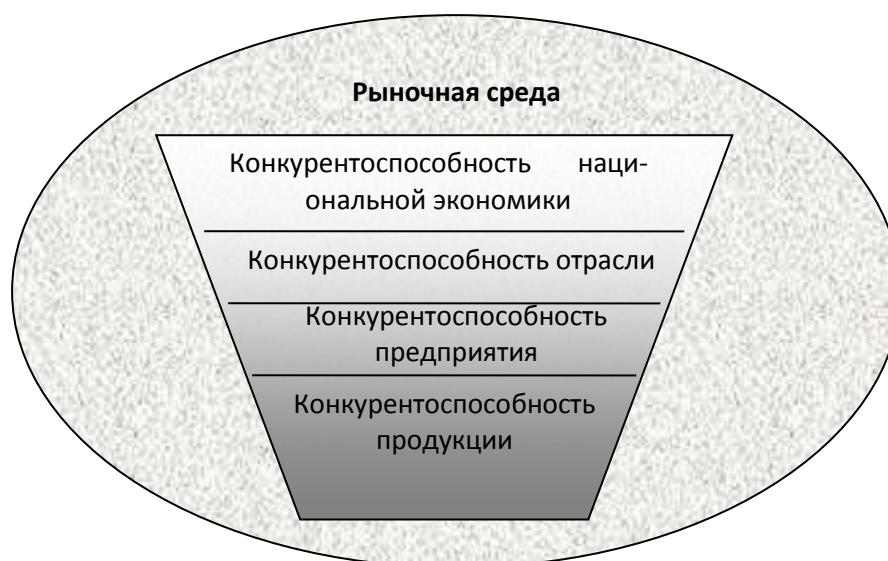 Рыночная среда
Конкурентоспособность наци-
ональной экономики
Конкурентоспособность отрасли
Конкурентоспособность
предприятия
Конкурентоспособность
продукции